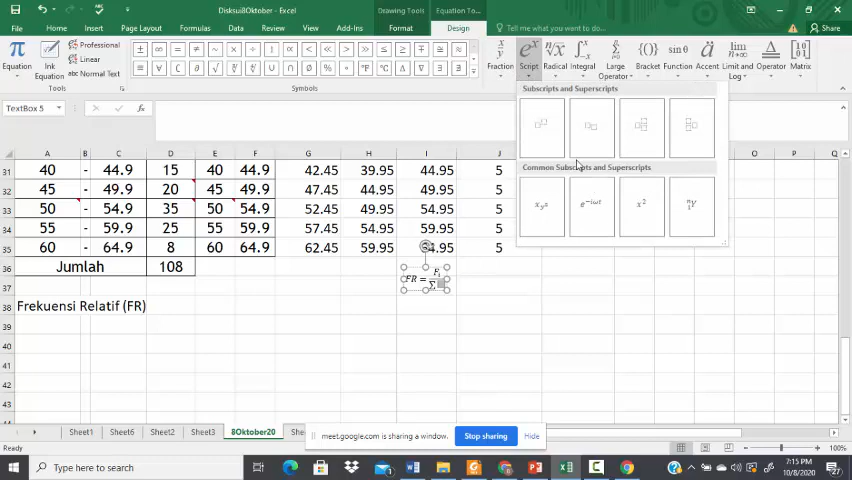 Disksui8Oktober - Excel
Drawing Tools
Equation To...
File
Home
Insert
Page Layout
Formulas
Data
Review
View
Add-Ins
Help
Format
Design
Tell me what you want to do
Share
Equation
Ink
Equation
Professional
Linear
abc Normal Text
± ∞ = ≠ ~ × ÷ ! ∝ <
Fraction
Script
Radical
Integral
Large
Operator
Bracket
Function
Accent
Limit and
Log
Operator
Matrix
Tools
Symbols
Subscripts and Superscripts
Common Subscripts and Superscripts
TextBox 5
fx
A B C D E F G H I J
O P Q
31 40 - 44.9 15 40 44.9 42.45 39.95 44.95 5
32 45 - 49.9 20 45 49.9 47.45 44.95 49.95 5
33 50 - 54.9 35 50 54.9 52.45 49.95 54.95 5
34 55 - 59.9 25 55 59.9 57.45 54.95 59.95 5
35 60 - 64.9 8 60 64.9 62.45 59.95 64.95 5
36 Jumlah 108
FR = Fi / Σ
37
38 Frekuensi Relatif (FR)
39
40
41
42
43
44
Sheet1
Sheet6
Sheet2
Sheet3
8Oktober20
meet.google.com is sharing a window.
Stop sharing
Hide
Ready
100%
Type here to search
7:15 PM
10/8/2020
27